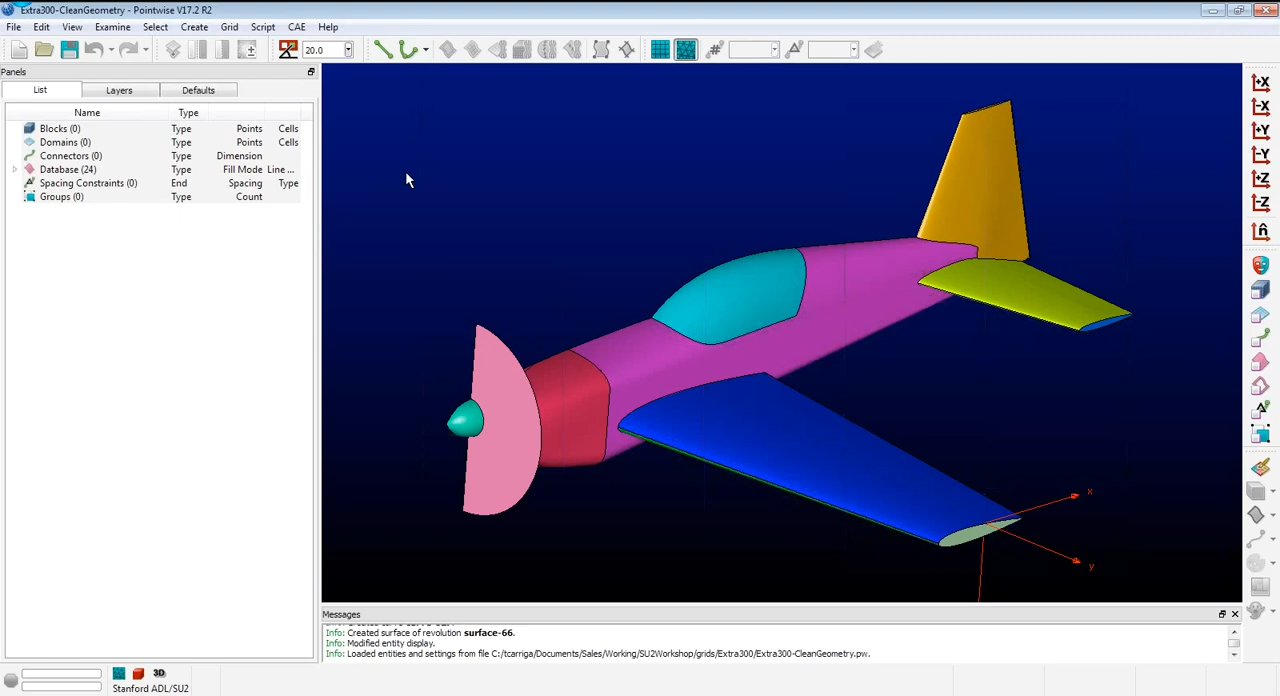 Extra300-CleanGeometry - Pointwise V17.2 R2
File Edit View Examine Select Create Grid Script CAE Help
20.0
Panels
List Layers Defaults
Name Type
Blocks (0) Type Points Cells
Domains (0) Type Points Cells
Connectors (0) Type Dimension
Database (24) Type Fill Mode Line ...
Spacing Constraints (0) End Spacing Type
Groups (0) Type Count
+X
-X
+Y
-Y
+Z
-Z
n̂
x
y
Messages
Info: Created surface of revolution surface-66.
Info: Modified entity display.
Info: Loaded entities and settings from file C:/tcarriga/Documents/Sales/Working/SU2Workshop/grids/Extra300/Extra300-CleanGeometry.pw.
3D
Stanford ADL/SU2